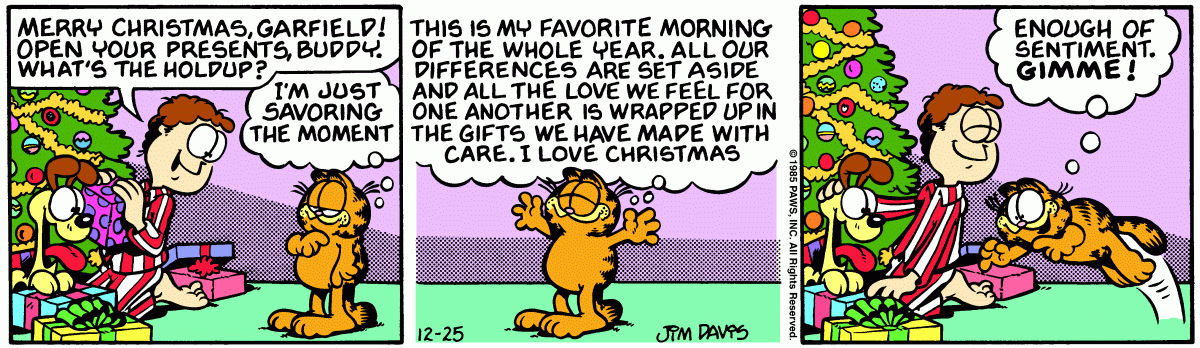 MERRY CHRISTMAS, GARFIELD!
OPEN YOUR PRESENTS, BUDDY.
WHAT'S THE HOLDUP?
I'M JUST
SAVORING
THE MOMENT
THIS IS MY FAVORITE MORNING
OF THE WHOLE YEAR. ALL OUR
DIFFERENCES ARE SET ASIDE
AND ALL THE LOVE WE FEEL FOR
ONE ANOTHER IS WRAPPED UP IN
THE GIFTS WE HAVE MADE WITH
CARE. I LOVE CHRISTMAS
12-25
JIM DAVIS
© 1985 PAWS, INC. All Rights Reserved.
ENOUGH OF
SENTIMENT.
GIMME!